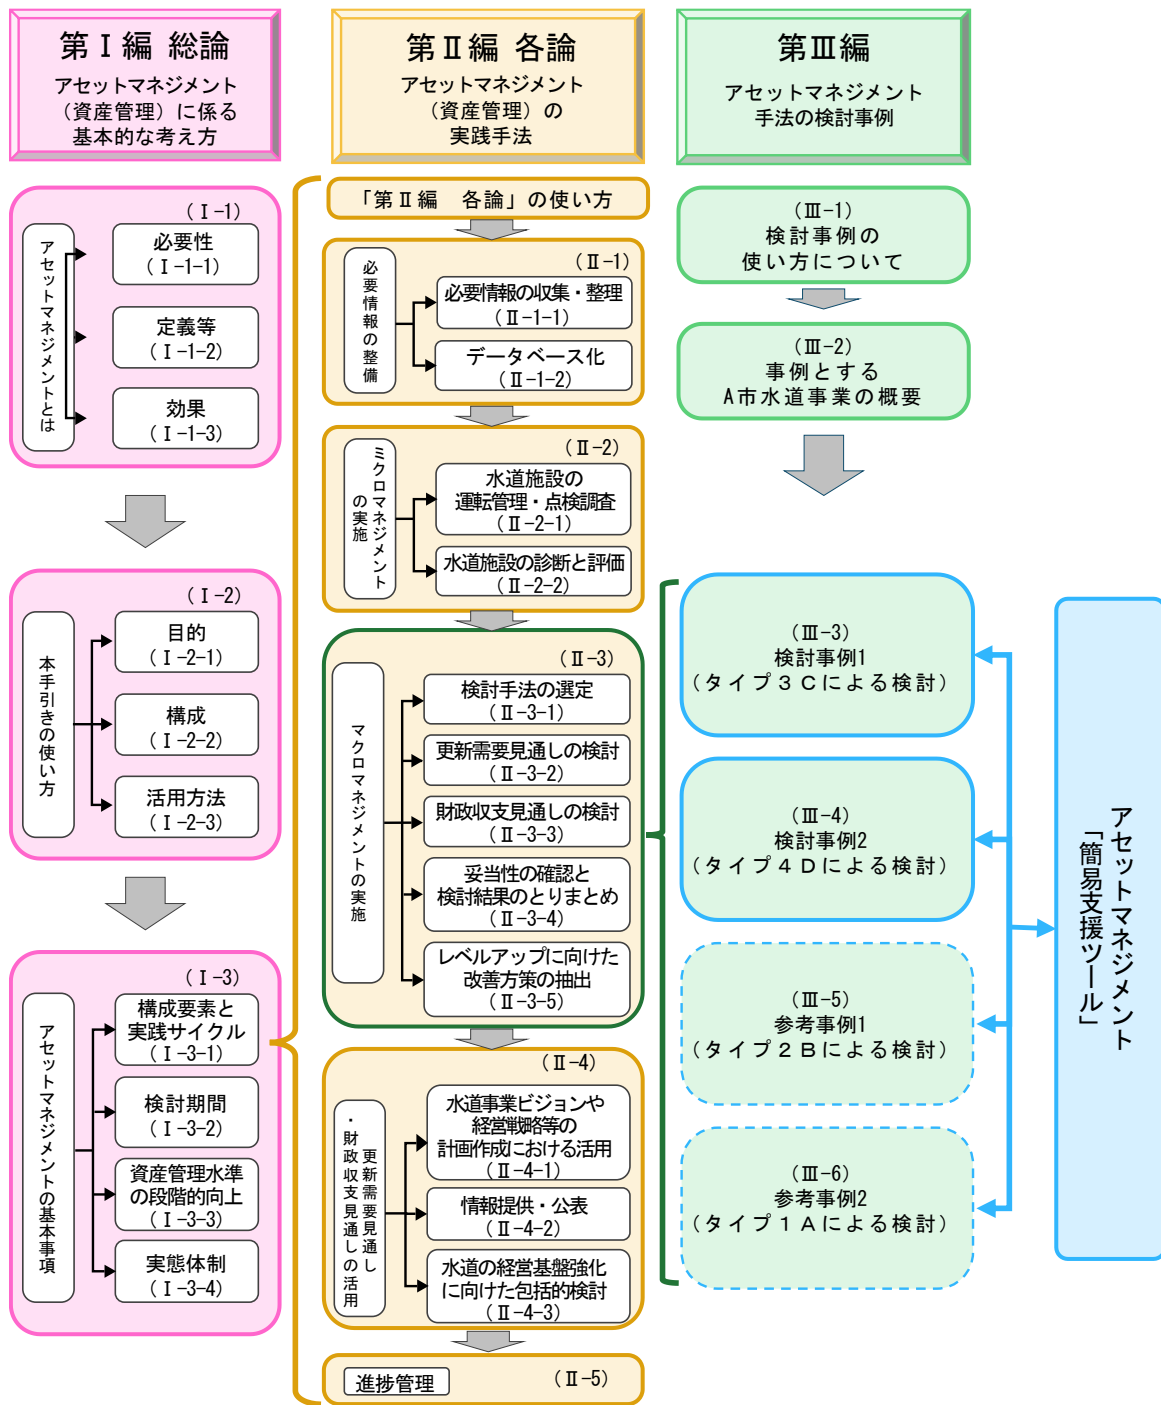 第Ⅰ編 総論
アセットマネジメント
（資産管理）に係る
基本的な考え方
(Ⅰ-1)
アセットマネジメントとは
必要性
(Ⅰ-1-1)
定義等
(Ⅰ-1-2)
効果
(Ⅰ-1-3)
(Ⅰ-2)
本手引きの使い方
目的
(Ⅰ-2-1)
構成
(Ⅰ-2-2)
活用方法
(Ⅰ-2-3)
(Ⅰ-3)
アセットマネジメントの基本事項
構成要素と
実践サイクル
(Ⅰ-3-1)
検討期間
(Ⅰ-3-2)
資産管理水準
の段階的向上
(Ⅰ-3-3)
実態体制
(Ⅰ-3-4)
第Ⅱ編 各論
アセットマネジメント
（資産管理）の
実践手法
「第Ⅱ編 各論」の使い方
(Ⅱ-1)
必要情報の整備
必要情報の収集・整理
(Ⅱ-1-1)
データベース化
(Ⅱ-1-2)
(Ⅱ-2)
ミクロマネジメント
の実施
水道施設の
運転管理・点検調査
(Ⅱ-2-1)
水道施設の診断と評価
(Ⅱ-2-2)
(Ⅱ-3)
マクロマネジメントの実施
検討手法の選定
(Ⅱ-3-1)
更新需要見通しの検討
(Ⅱ-3-2)
財政収支見通しの検討
(Ⅱ-3-3)
妥当性の確認と
検討結果のとりまとめ
(Ⅱ-3-4)
レベルアップに向けた
改善方策の抽出
(Ⅱ-3-5)
(Ⅱ-4)
更新需要見通し
・財政収支見通しの活用
水道事業ビジョンや
経営戦略等の
計画作成における活用
(Ⅱ-4-1)
情報提供・公表
(Ⅱ-4-2)
水道の経営基盤強化
に向けた包括的検討
(Ⅱ-4-3)
進捗管理
(Ⅱ-5)
第Ⅲ編
アセットマネジメント
手法の検討事例
(Ⅲ-1)
検討事例の
使い方について
(Ⅲ-2)
事例とする
A市水道事業の概要
(Ⅲ-3)
検討事例1
(タイプ３Ｃによる検討)
(Ⅲ-4)
検討事例2
(タイプ４Ｄによる検討)
(Ⅲ-5)
参考事例1
(タイプ２Ｂによる検討)
(Ⅲ-6)
参考事例2
(タイプ１Ａによる検討)
アセットマネジメント
「簡易支援ツール」